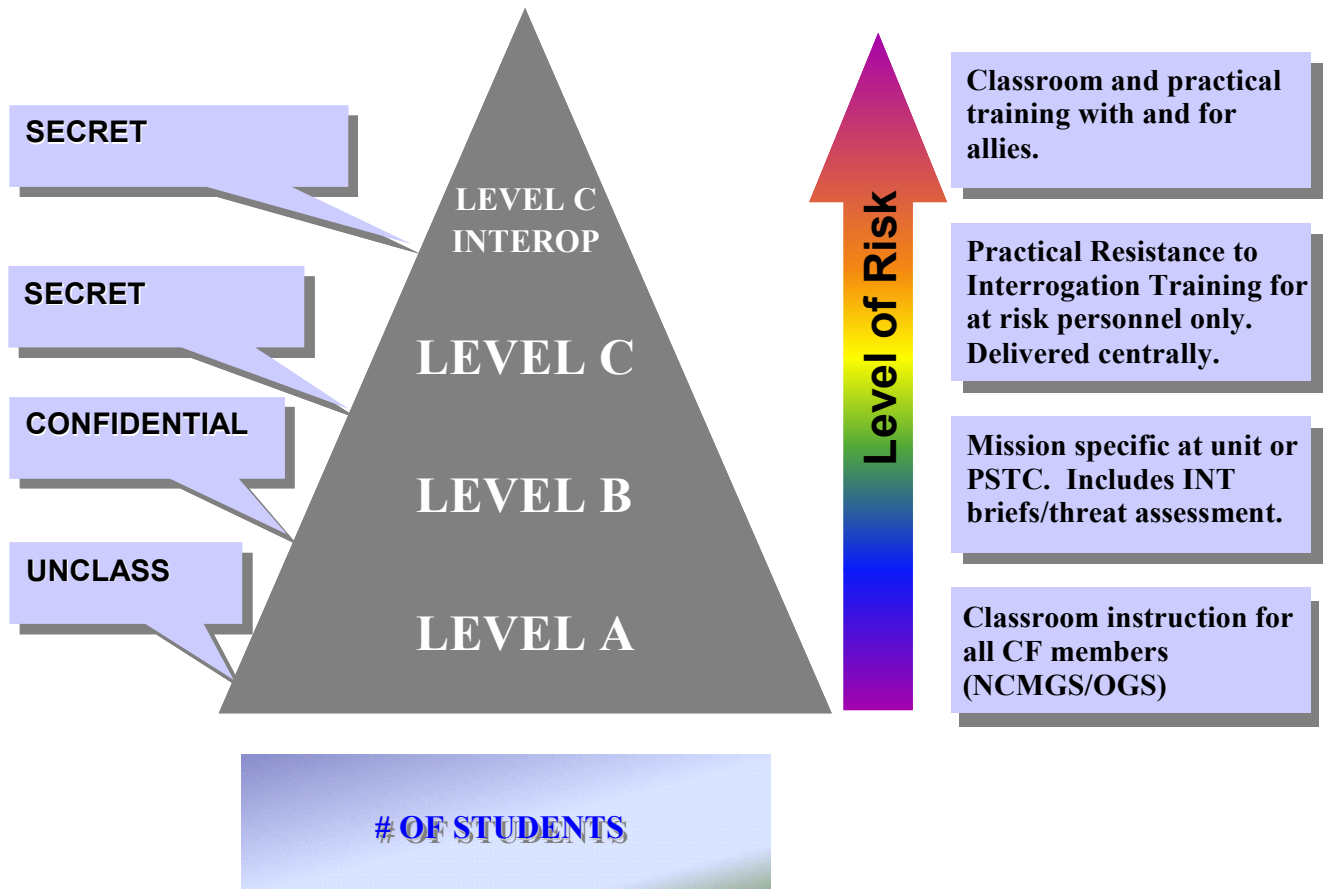 SECRET
SECRET
CONFIDENTIAL
UNCLASS
LEVEL C
INTEROP
LEVEL C
LEVEL B
LEVEL A
Level of Risk
Classroom and practical
training with and for
allies.
Practical Resistance to
Interrogation Training for
at risk personnel only.
Delivered centrally.
Mission specific at unit or
PSTC. Includes INT
briefs/threat assessment.
Classroom instruction for
all CF members
(NCMGS/OGS)
# OF STUDENTS